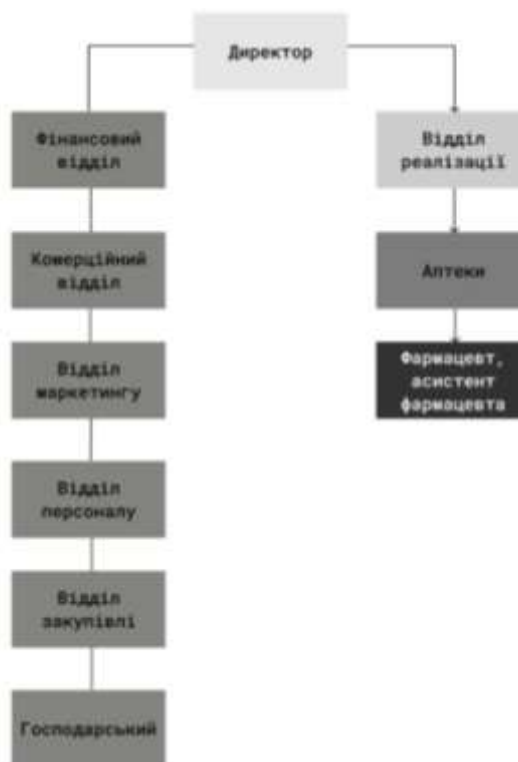 Директор
Фінансовий
відділ
Відділ
реалізації
Комерційний
відділ
Аптеки
Відділ
маркетингу
Фармацевт,
асистент
фармацевта
Відділ
персоналу
Відділ
закупівлі
Господарський